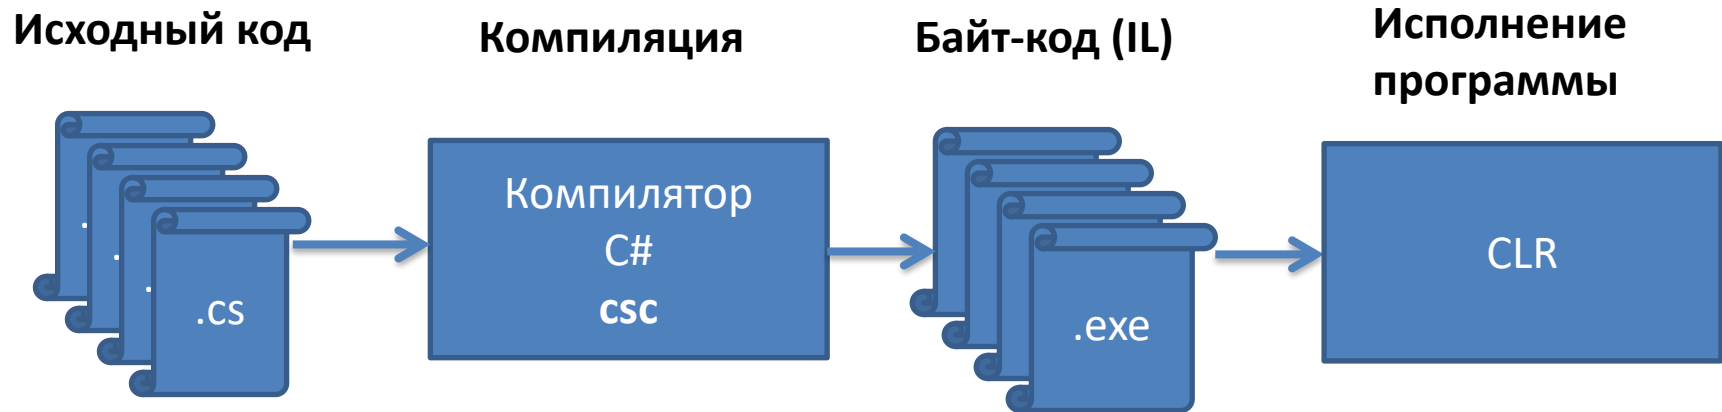 Исходный код
Компиляция
Байт-код (IL)
Исполнение
программы
.cs
Компилятор
C#
csc
.exe
CLR